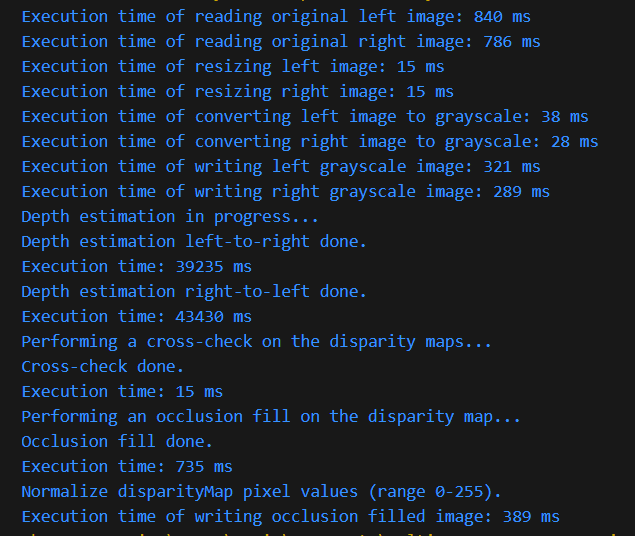 Execution time of reading original left image: 840 ms
Execution time of reading original right image: 786 ms
Execution time of resizing left image: 15 ms
Execution time of resizing right image: 15 ms
Execution time of converting left image to grayscale: 38 ms
Execution time of converting right image to grayscale: 28 ms
Execution time of writing left grayscale image: 321 ms
Execution time of writing right grayscale image: 289 ms
Depth estimation in progress...
Depth estimation left-to-right done.
Execution time: 39235 ms
Depth estimation right-to-left done.
Execution time: 43430 ms
Performing a cross-check on the disparity maps...
Cross-check done.
Execution time: 15 ms
Performing an occlusion fill on the disparity map...
Occlusion fill done.
Execution time: 735 ms
Normalize disparityMap pixel values (range 0-255).
Execution time of writing occlusion filled image: 389 ms